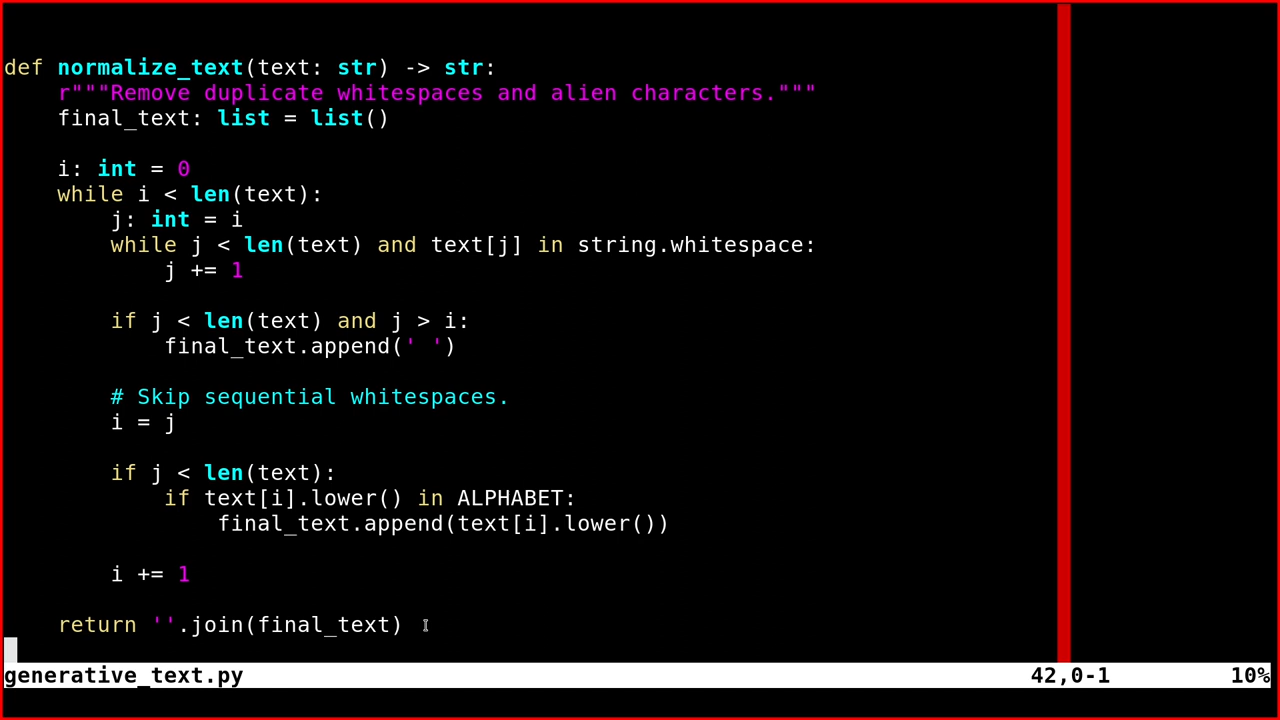 def normalize_text(text: str) -> str:
    r"""Remove duplicate whitespaces and alien characters."""
    final_text: list = list()

    i: int = 0
    while i < len(text):
        j: int = i
        while j < len(text) and text[j] in string.whitespace:
            j += 1

        if j < len(text) and j > i:
            final_text.append(' ')

        # Skip sequential whitespaces.
        i = j

        if j < len(text):
            if text[i].lower() in ALPHABET:
                final_text.append(text[i].lower())

        i += 1

    return ''.join(final_text)
generative_text.py 42,0-1 10%